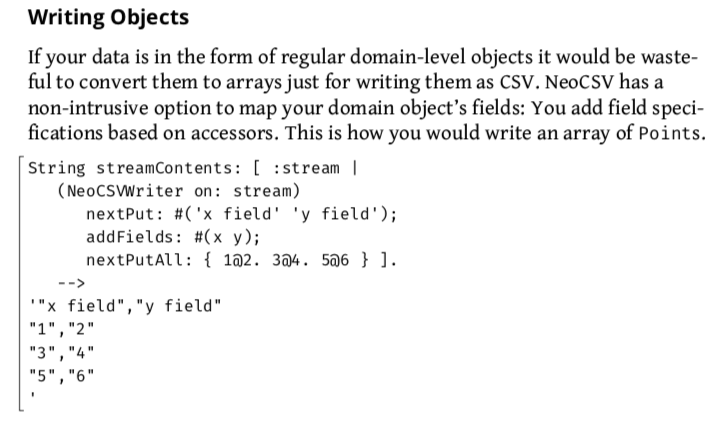 Writing Objects
If your data is in the form of regular domain-level objects it would be waste-
ful to convert them to arrays just for writing them as CSV. NeoCSV has a
non-intrusive option to map your domain object's fields: You add field speci-
fications based on accessors. This is how you would write an array of Points.
String streamContents: [ :stream |
(NeoCSVWriter on: stream)
nextPut: #('x field' 'y field');
addFields: #(x y);
nextPutAll: { 1@2. 3@4. 5@6 } ].
-->
'"x field","y field"
"1","2"
"3","4"
"5","6"
'